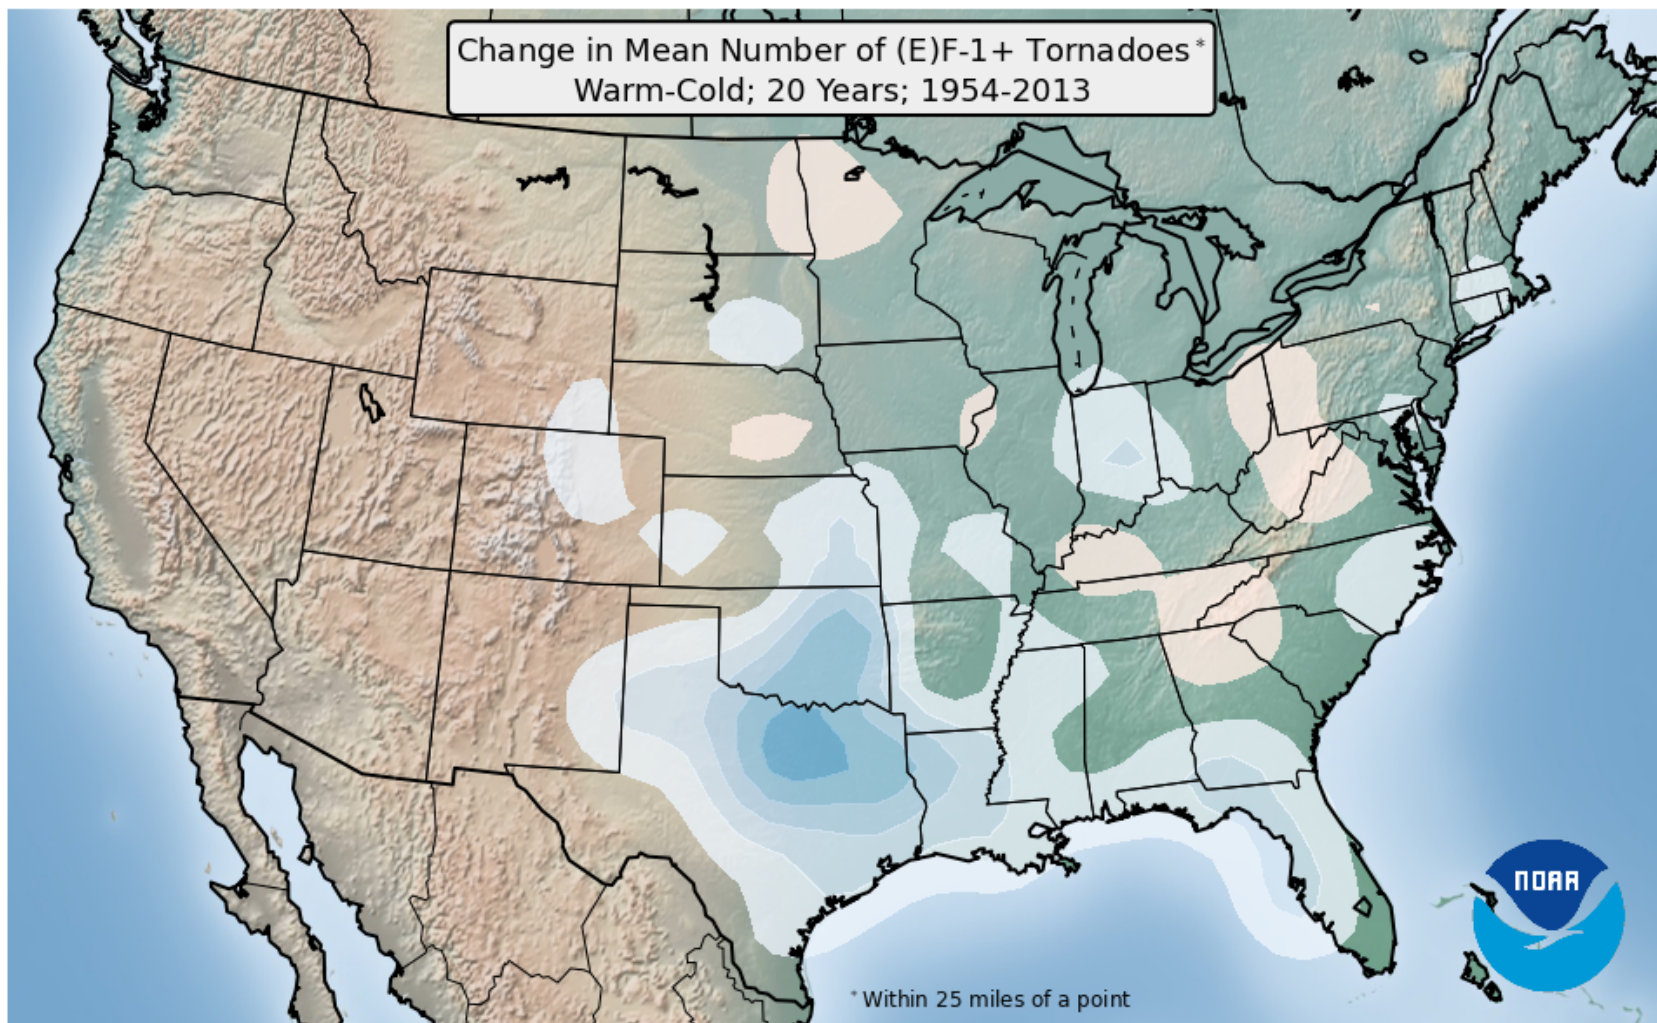 Change in Mean Number of (E)F-1+ Tornadoes*
Warm-Cold; 20 Years; 1954-2013
NOAA
*Within 25 miles of a point